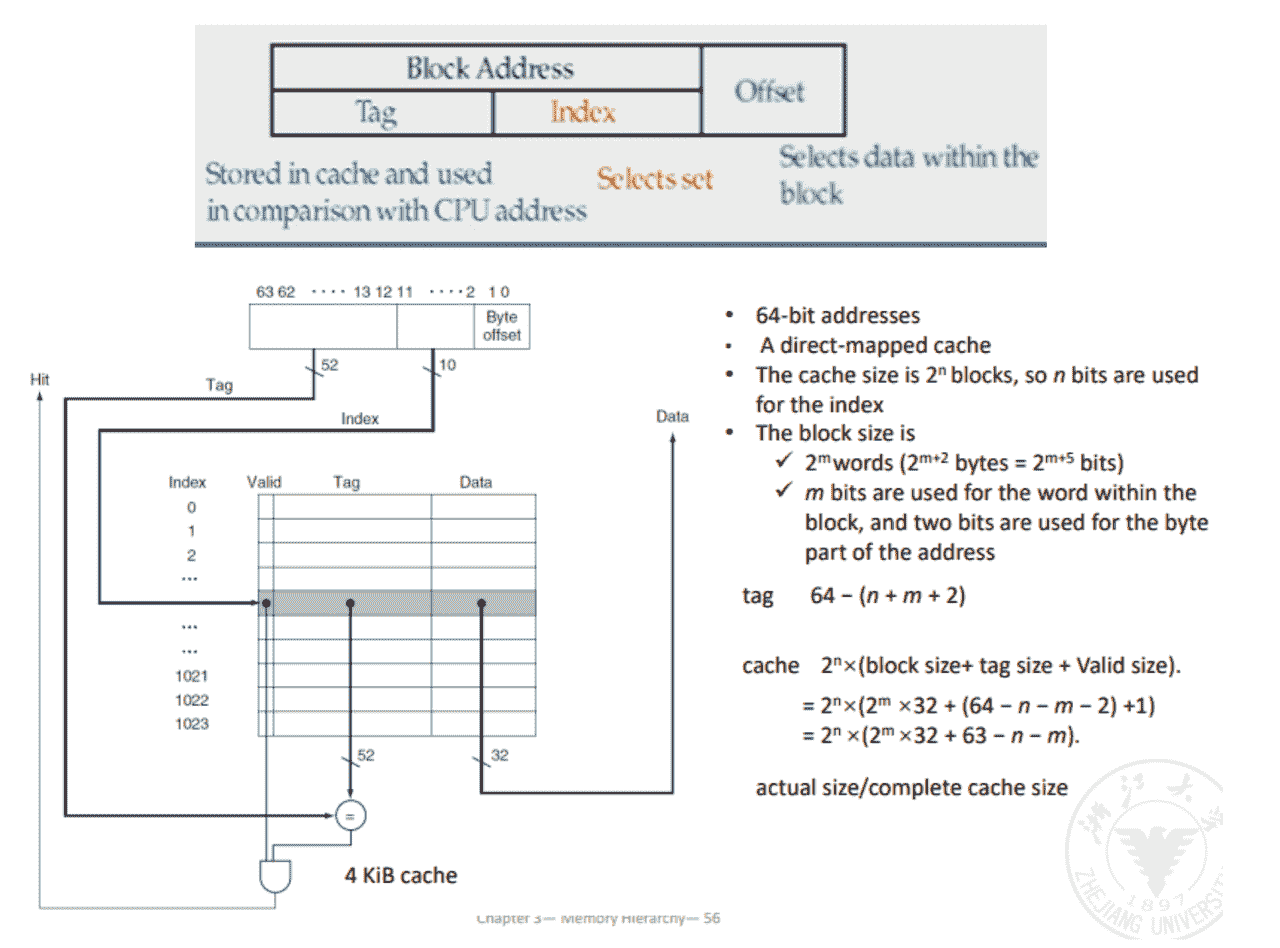 Block Address
Offset
Tag
Index
Stored in cache and used
in comparison with CPU address
Selects set
Selects data within the
block
63 62 ···· 13 12 11 ···· 2 1 0
Byte
offset
52
10
Hit
Tag
Index
Data
Index Valid Tag Data
0
1
2
...
...
...
1021
1022
1023
52
32
=
4 KiB cache
• 64-bit addresses
• A direct-mapped cache
• The cache size is 2ⁿ blocks, so n bits are used
for the index
• The block size is
✓ 2ᵐ words (2ᵐ⁺² bytes = 2ᵐ⁺⁵ bits)
✓ m bits are used for the word within the
block, and two bits are used for the byte
part of the address
tag 64 − (n + m + 2)
cache 2ⁿ×(block size+ tag size + Valid size).
= 2ⁿ×(2ᵐ ×32 + (64 − n − m − 2) +1)
= 2ⁿ ×(2ᵐ ×32 + 63 − n − m).
actual size/complete cache size
Chapter 3— Memory Hierarchy— 56
1897
ZHEJIANG UNIVERSITY